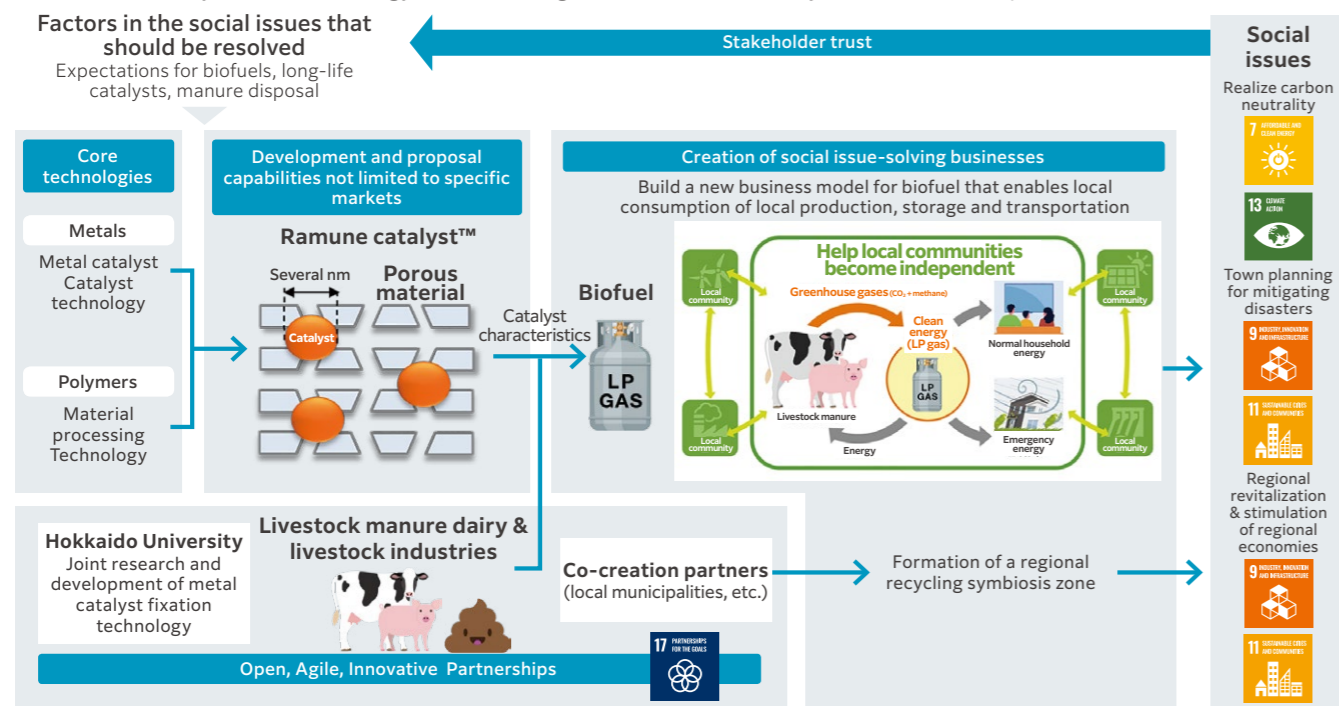 Factors in the social issues that
should be resolved
Expectations for biofuels, long-life
catalysts, manure disposal
Stakeholder trust
Social
issues
Realize carbon
neutrality
7 AFFORDABLE AND
CLEAN ENERGY
13 CLIMATE
ACTION
Town planning
for mitigating
disasters
9 INDUSTRY, INNOVATION
AND INFRASTRUCTURE
11 SUSTAINABLE CITIES
AND COMMUNITIES
Regional
revitalization
& stimulation
of regional
economies
9 INDUSTRY, INNOVATION
AND INFRASTRUCTURE
11 SUSTAINABLE CITIES
AND COMMUNITIES
Core
technologies
Metals
Metal catalyst
Catalyst
technology
Polymers
Material
processing
Technology
Development and proposal
capabilities not limited to specific
markets
Ramune catalyst™
Several nm
Porous
material
Catalyst
Catalyst
characteristics
Creation of social issue-solving businesses
Build a new business model for biofuel that enables local
consumption of local production, storage and transportation
Biofuel
LP
GAS
Help local communities
become independent
Local
community
Local
community
Local
community
Local
community
Greenhouse gases (CO₂ + methane)
Clean
energy
(LP gas)
LP
GAS
Normal household
energy
Livestock manure
Energy
Emergency
energy
Hokkaido University
Joint research and
development of metal
catalyst fixation
technology
Livestock manure dairy &
livestock industries
Co-creation partners
(local municipalities, etc.)
Formation of a regional
recycling symbiosis zone
17 PARTNERSHIPS
FOR THE GOALS
Open, Agile, Innovative Partnerships